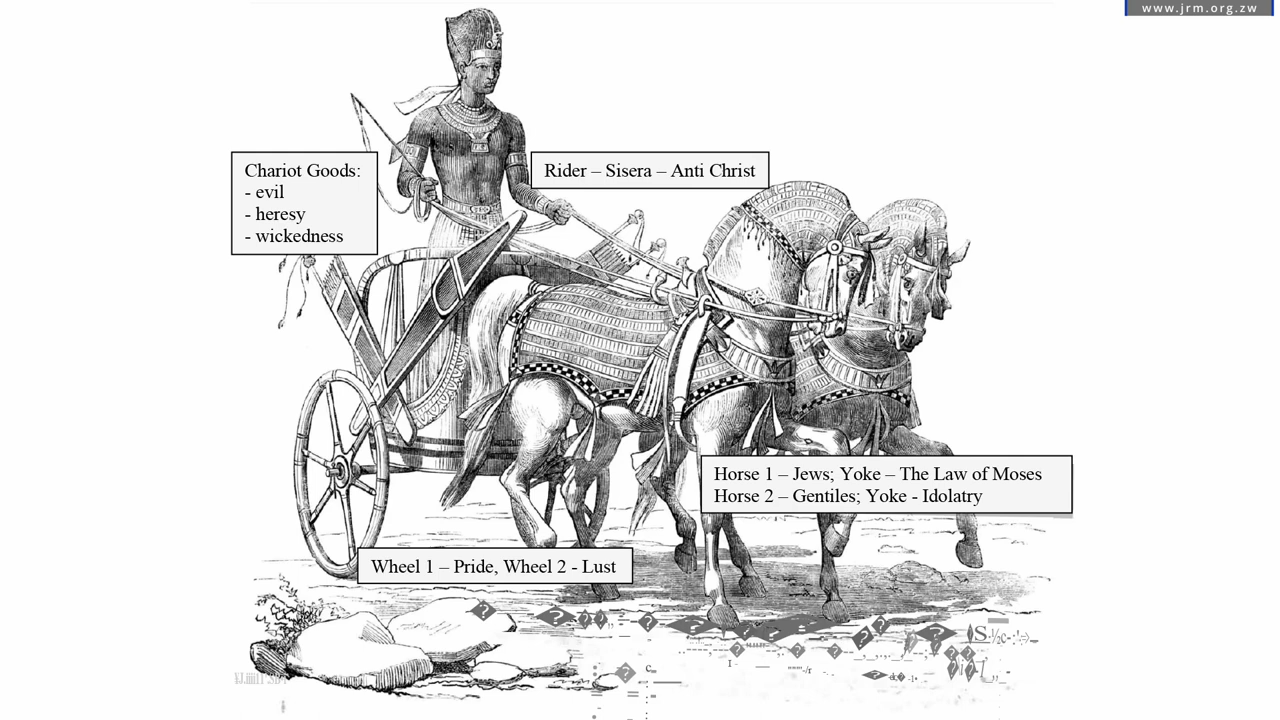 www.jrm.org.zw
Chariot Goods:
- evil
- heresy
- wickedness
Rider – Sisera – Anti Christ
Horse 1 – Jews; Yoke – The Law of Moses
Horse 2 – Gentiles; Yoke - Idolatry
Wheel 1 – Pride, Wheel 2 - Lust